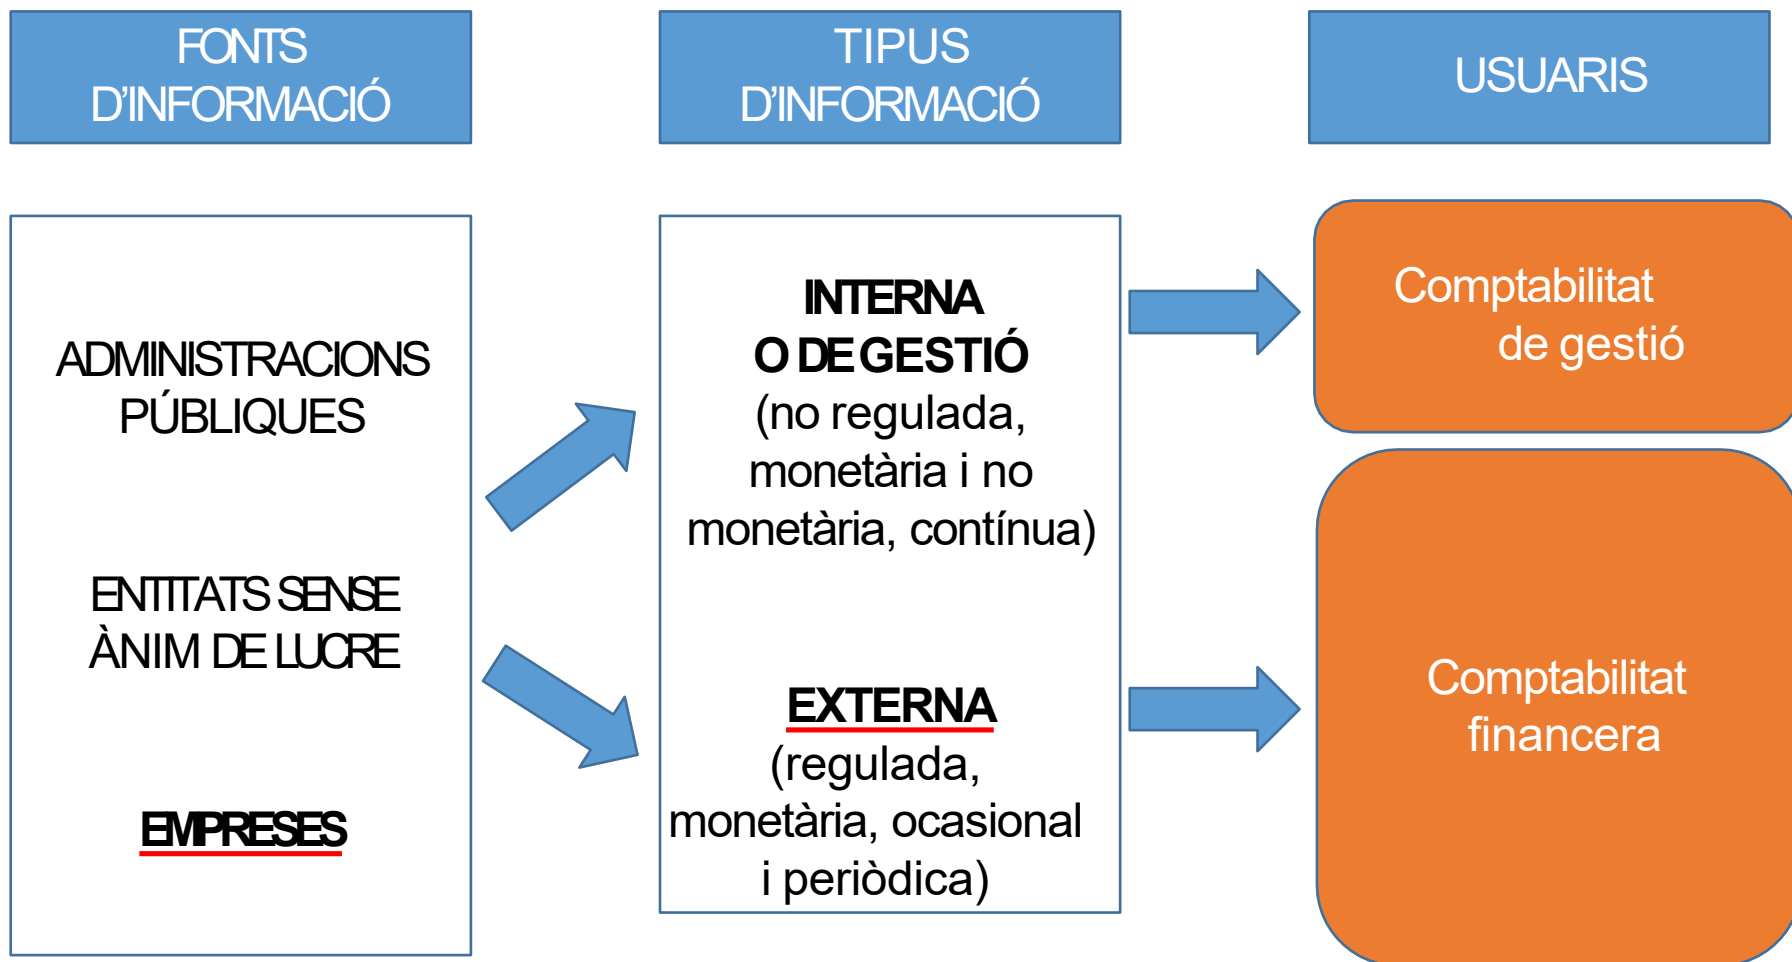 FONTS
D'INFORMACIÓ
TIPUS
D'INFORMACIÓ
USUARIS
ADMINISTRACIONS
PÚBLIQUES
ENTITATS SENSE
ÀNIM DE LUCRE
EMPRESES
INTERNA
O DE GESTIÓ
(no regulada,
monetària i no
monetària, contínua)
EXTERNA
(regulada,
monetària, ocasional
i periòdica)
Comptabilitat
de gestió
Comptabilitat
financera